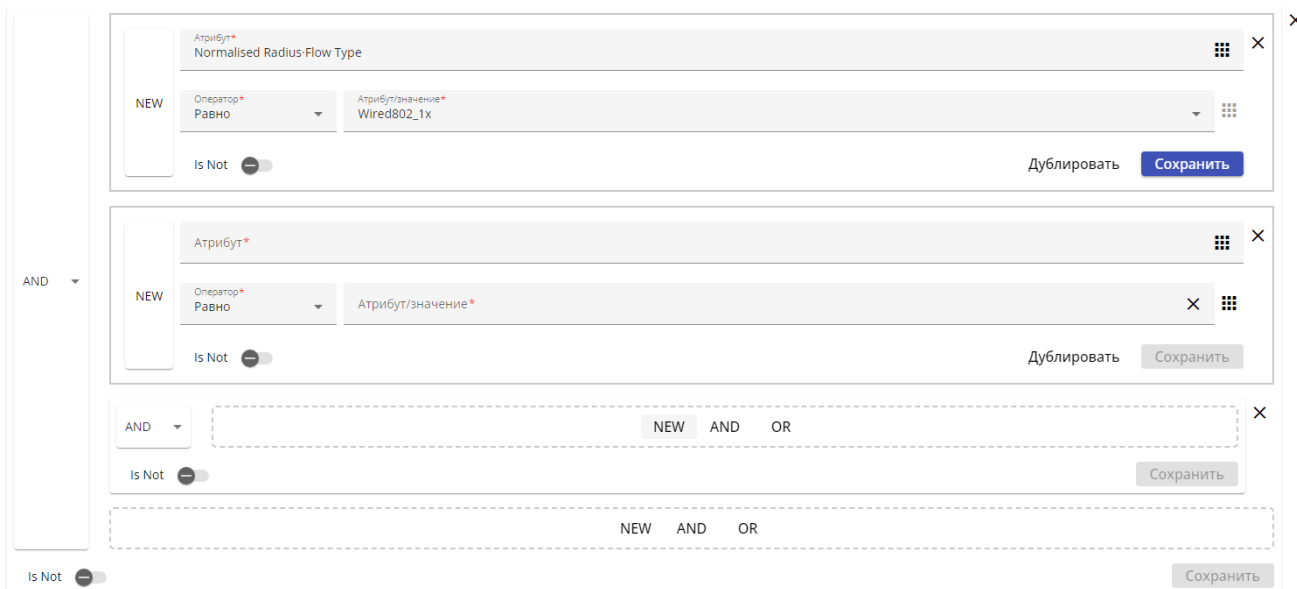 Атрибут*
Normalised Radius·Flow Type
NEW
Оператор*
Равно
Атрибут/значение*
Wired802_1x
Is Not
Дублировать
Сохранить
AND
Атрибут*
NEW
Оператор*
Равно
Атрибут/значение*
Is Not
Дублировать
Сохранить
AND
NEW AND OR
Is Not
Сохранить
NEW AND OR
Is Not
Сохранить